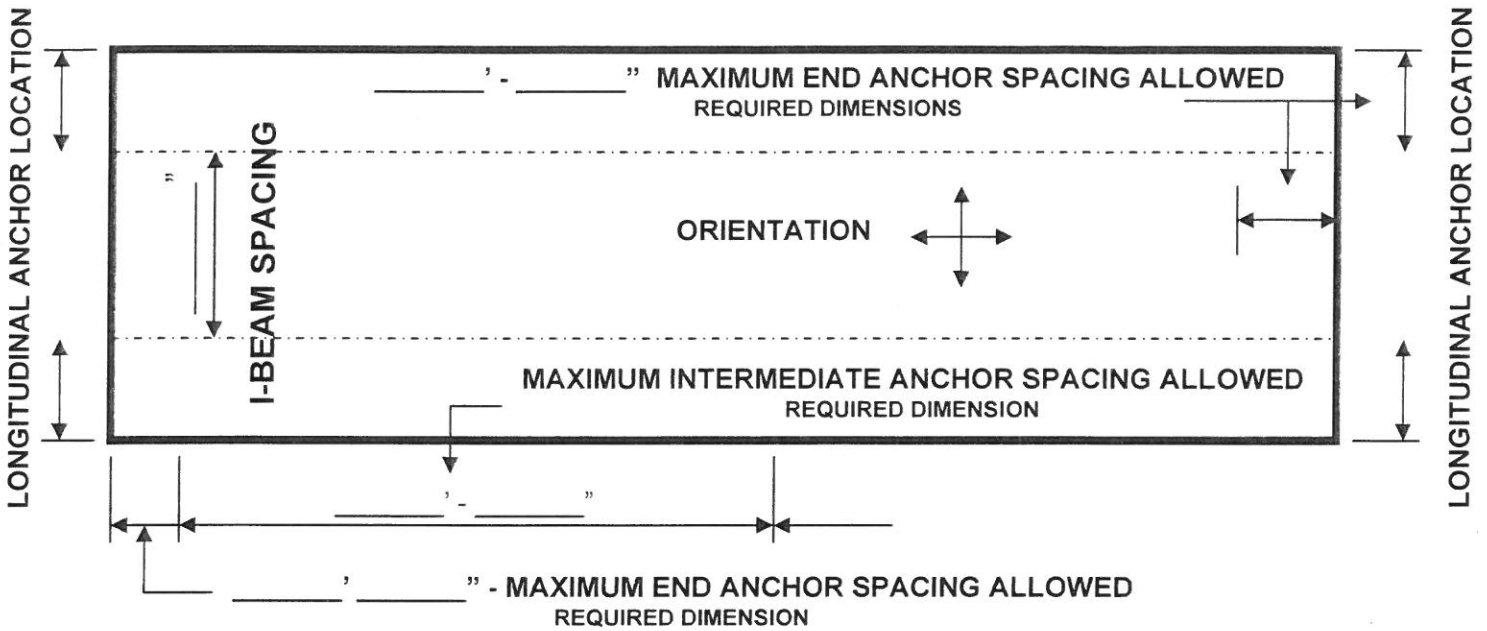 LONGITUDINAL ANCHOR LOCATION
______’ - ______” MAXIMUM END ANCHOR SPACING ALLOWED
REQUIRED DIMENSIONS
______”
I-BEAM SPACING
ORIENTATION
MAXIMUM INTERMEDIATE ANCHOR SPACING ALLOWED
REQUIRED DIMENSION
______’ - ______”
______’ ______” - MAXIMUM END ANCHOR SPACING ALLOWED
REQUIRED DIMENSION
LONGITUDINAL ANCHOR LOCATION